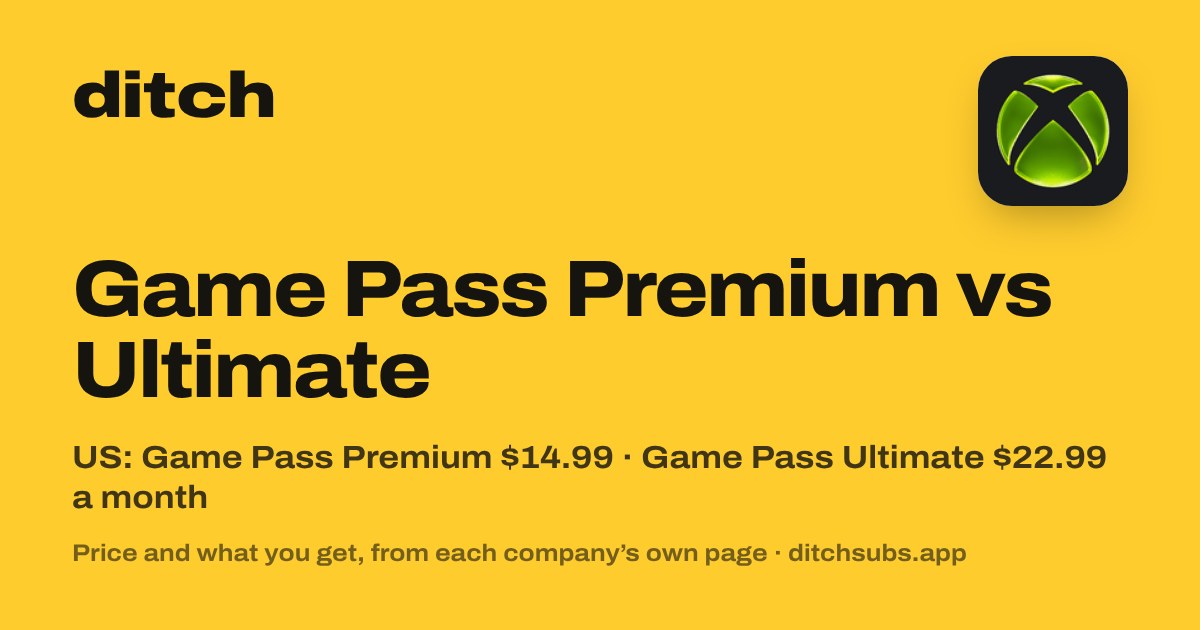 ditch
Game Pass Premium vs
Ultimate
US: Game Pass Premium $14.99 · Game Pass Ultimate $22.99
a month
Price and what you get, from each company’s own page · ditchsubs.app